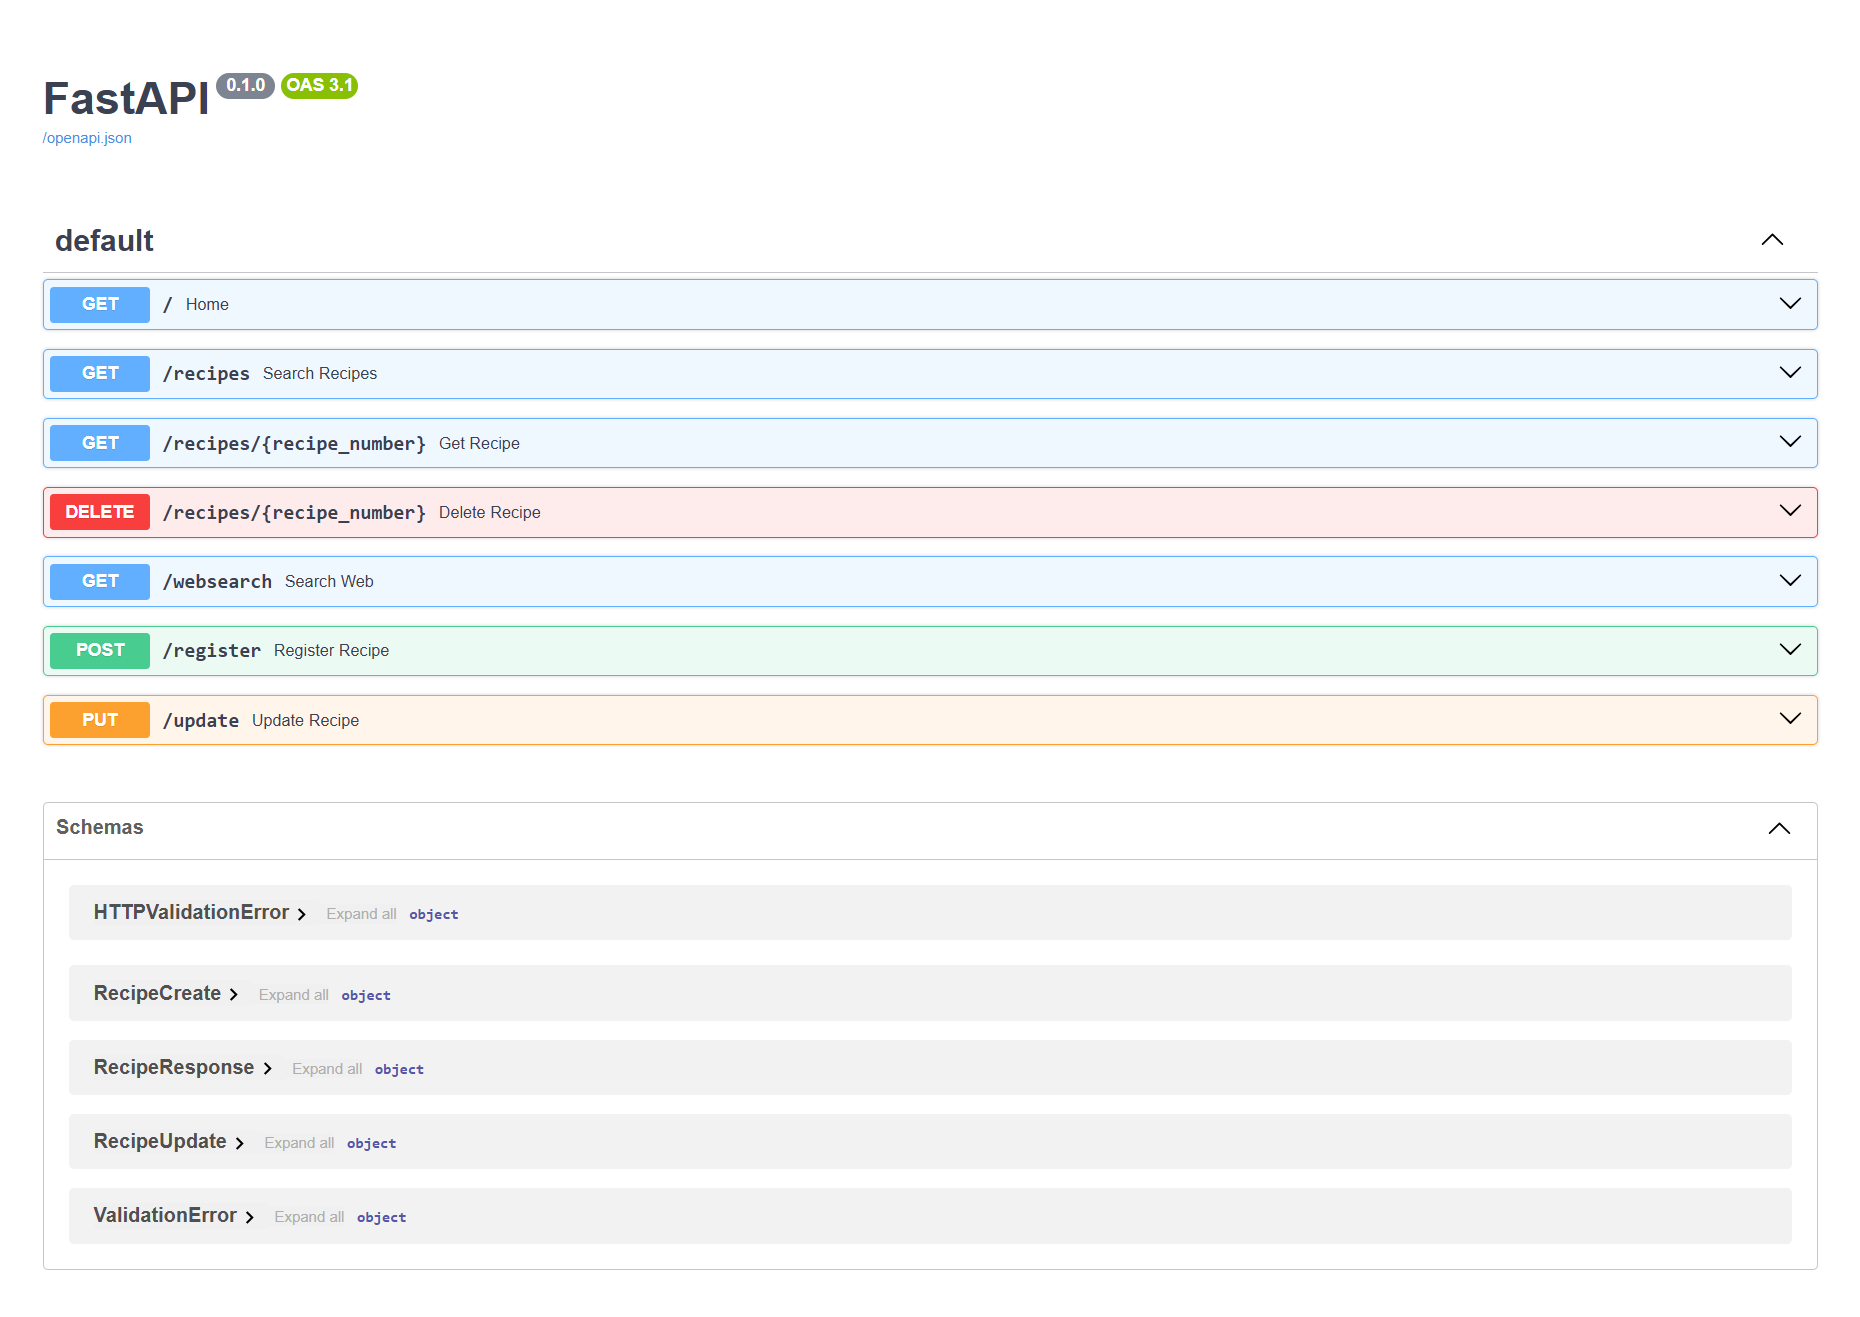 FastAPI 0.1.0 OAS 3.1
/openapi.json
default
GET / Home
GET /recipes Search Recipes
GET /recipes/{recipe_number} Get Recipe
DELETE /recipes/{recipe_number} Delete Recipe
GET /websearch Search Web
POST /register Register Recipe
PUT /update Update Recipe
Schemas
HTTPValidationError Expand all object
RecipeCreate Expand all object
RecipeResponse Expand all object
RecipeUpdate Expand all object
ValidationError Expand all object